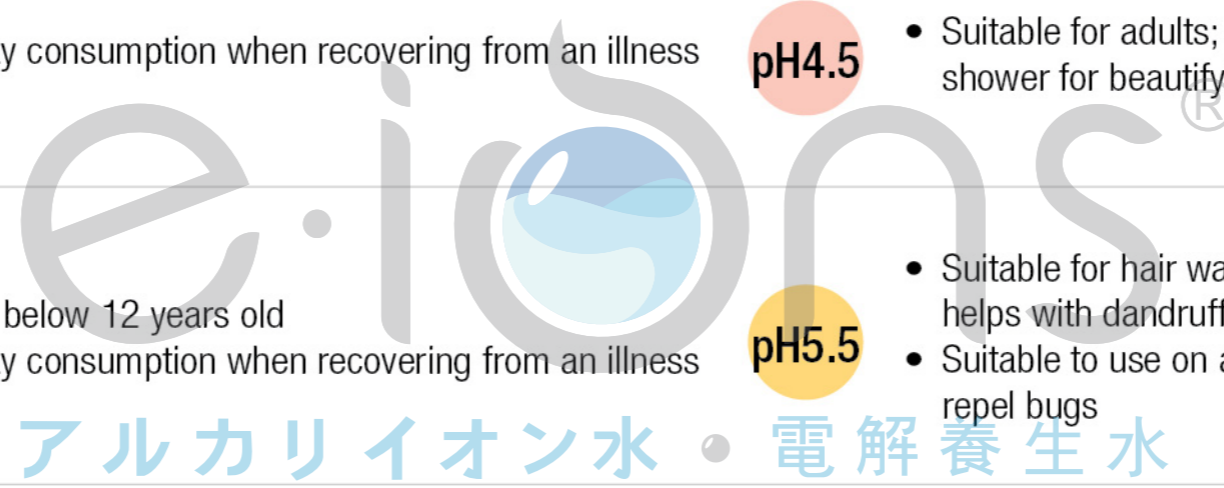 y consumption when recovering from an illness
pH4.5
• Suitable for adults;
shower for beautify
e·ions®
below 12 years old
y consumption when recovering from an illness
pH5.5
• Suitable for hair wa
helps with dandruff
• Suitable to use on a
repel bugs
アルカリイオン水・電解養生水